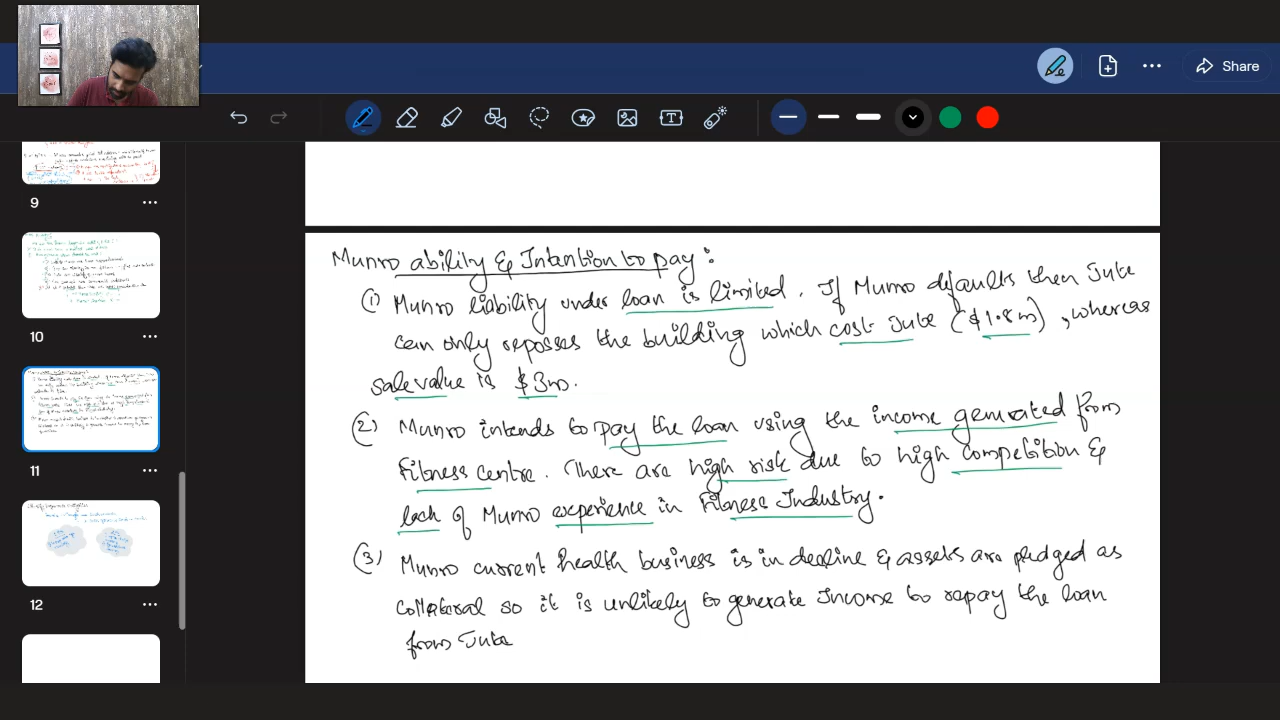 Share
9
10
11
12
Munro ability & Intention to pay :
(1) Munro liability under loan is limited. If Munro defaults then Jute
can only reposses the building which cost Jute ($1.8m), whereas
sale value is $3m.
(2) Munro intends to pay the loan using the income generated from
Fitness centre. There are high risk due to high competition &
lack of Munro experience in Fitness Industry.
(3) Munro current health business is in decline & assets are pledged as
Collateral so it is unlikely to generate Income to repay the loan
from Jute